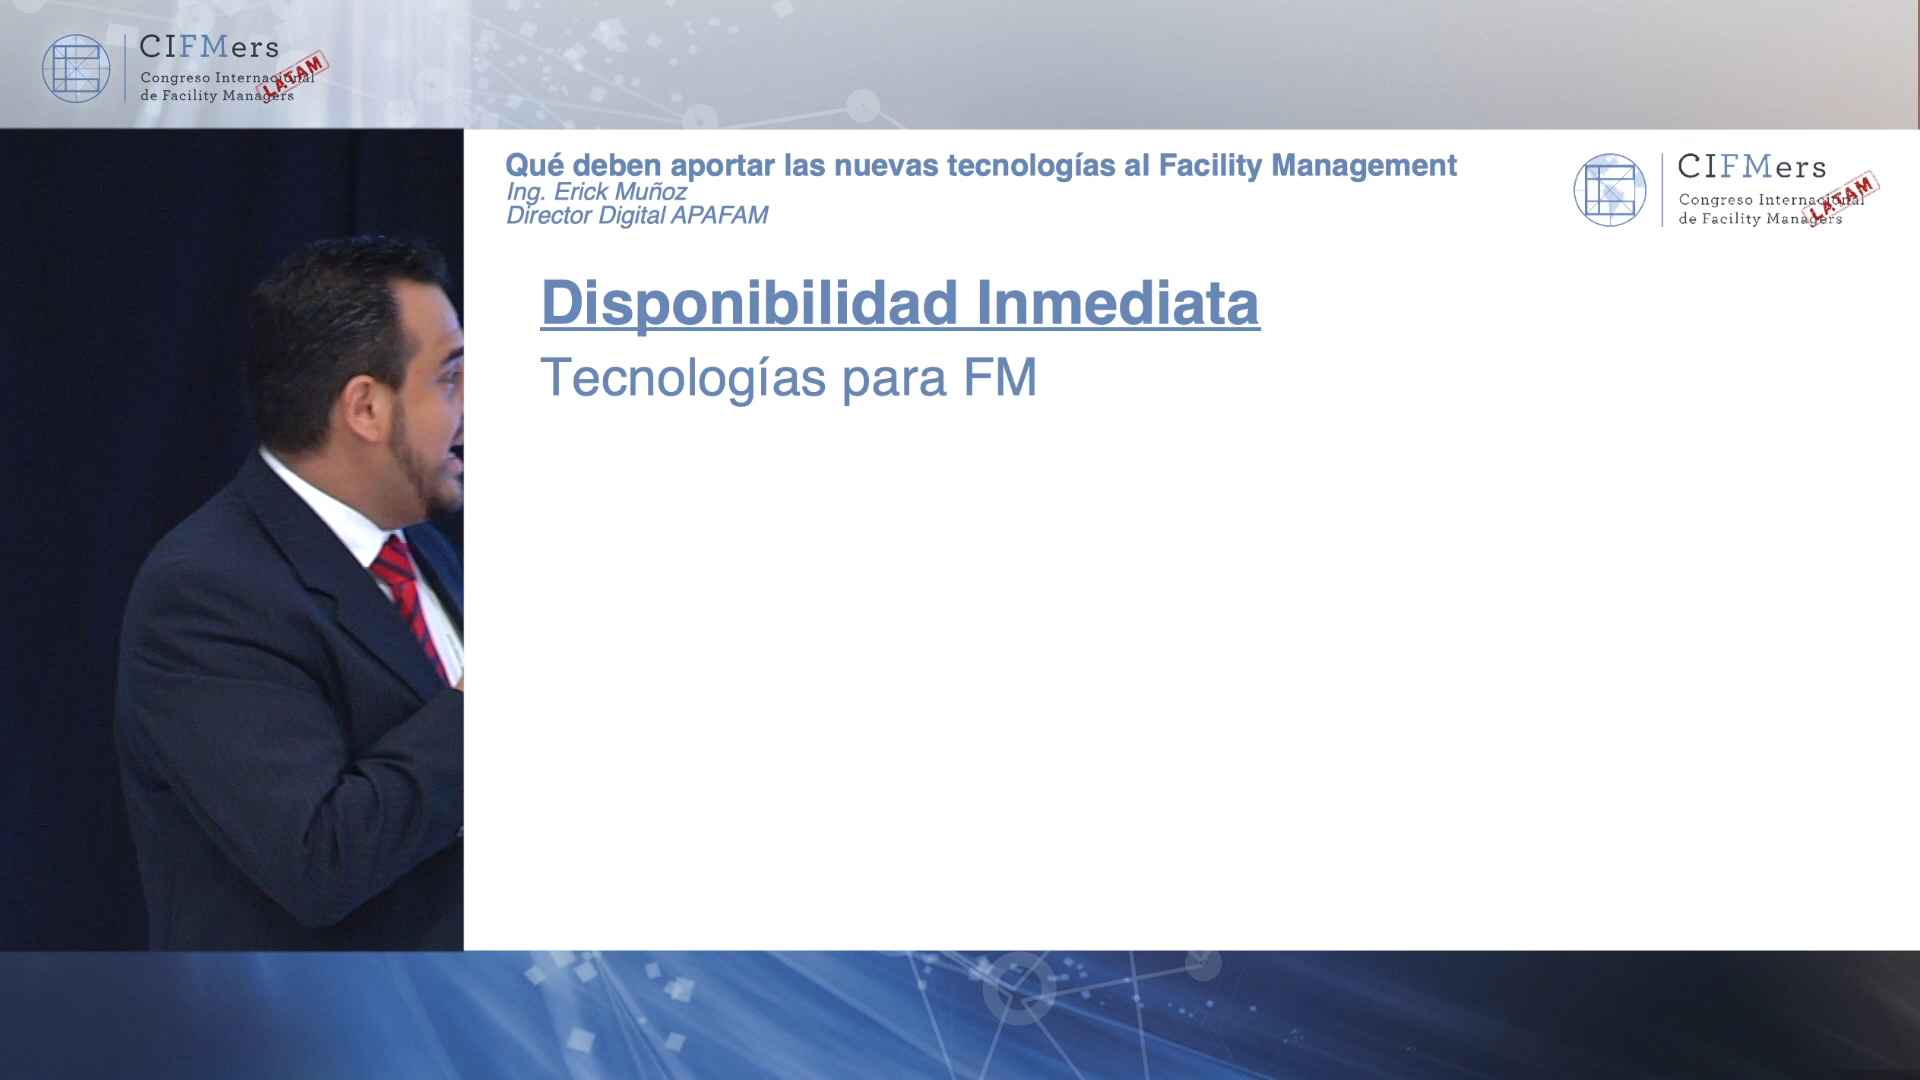 CIFMers
Congreso Internacional
de Facility Managers
LATAM
Qué deben aportar las nuevas tecnologías al Facility Management
Ing. Erick Muñoz
Director Digital APAFAM
CIFMers
Congreso Internacional
de Facility Managers
LATAM
Disponibilidad Inmediata
Tecnologías para FM